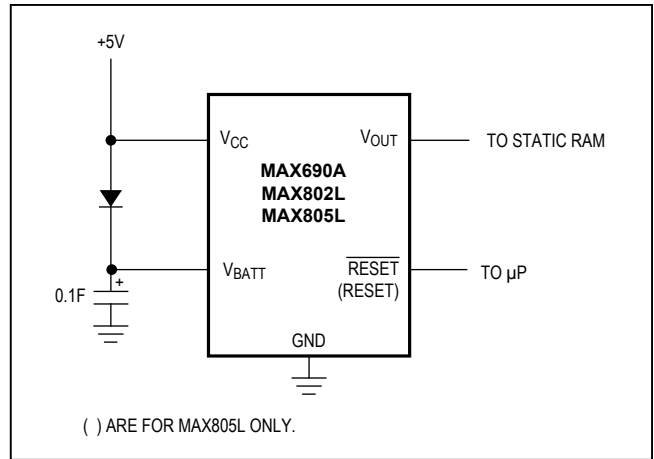 +5V
VCC
VOUT
TO STATIC RAM
MAX690A
MAX802L
MAX805L
VBATT
RESET
(RESET)
TO µP
0.1F
+
GND
( ) ARE FOR MAX805L ONLY.